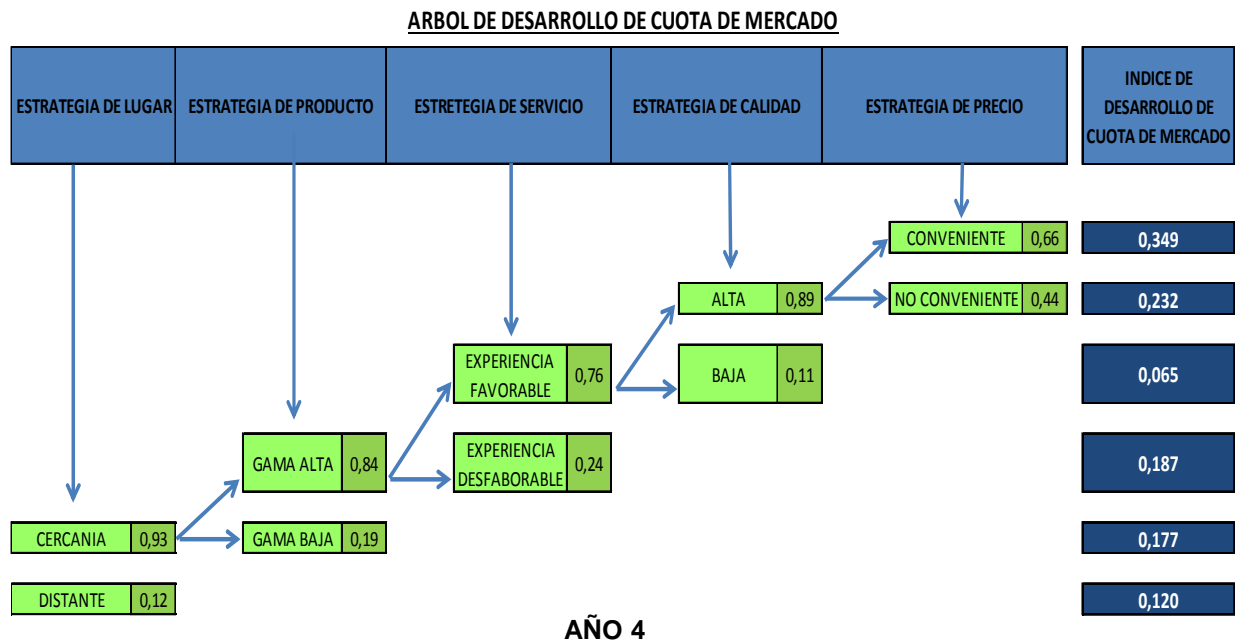 ARBOL DE DESARROLLO DE CUOTA DE MERCADO
ESTRATEGIA DE LUGAR
ESTRATEGIA DE PRODUCTO
ESTRETEGIA DE SERVICIO
ESTRATEGIA DE CALIDAD
ESTRATEGIA DE PRECIO
INDICE DE
DESARROLLO DE
CUOTA DE MERCADO
CONVENIENTE 0,66
0,349
ALTA 0,89
NO CONVENIENTE 0,44
0,232
EXPERIENCIA
FAVORABLE
0,76
BAJA 0,11
0,065
GAMA ALTA 0,84
EXPERIENCIA
DESFABORABLE
0,24
0,187
CERCANIA 0,93
GAMA BAJA 0,19
0,177
DISTANTE 0,12
0,120
AÑO 4